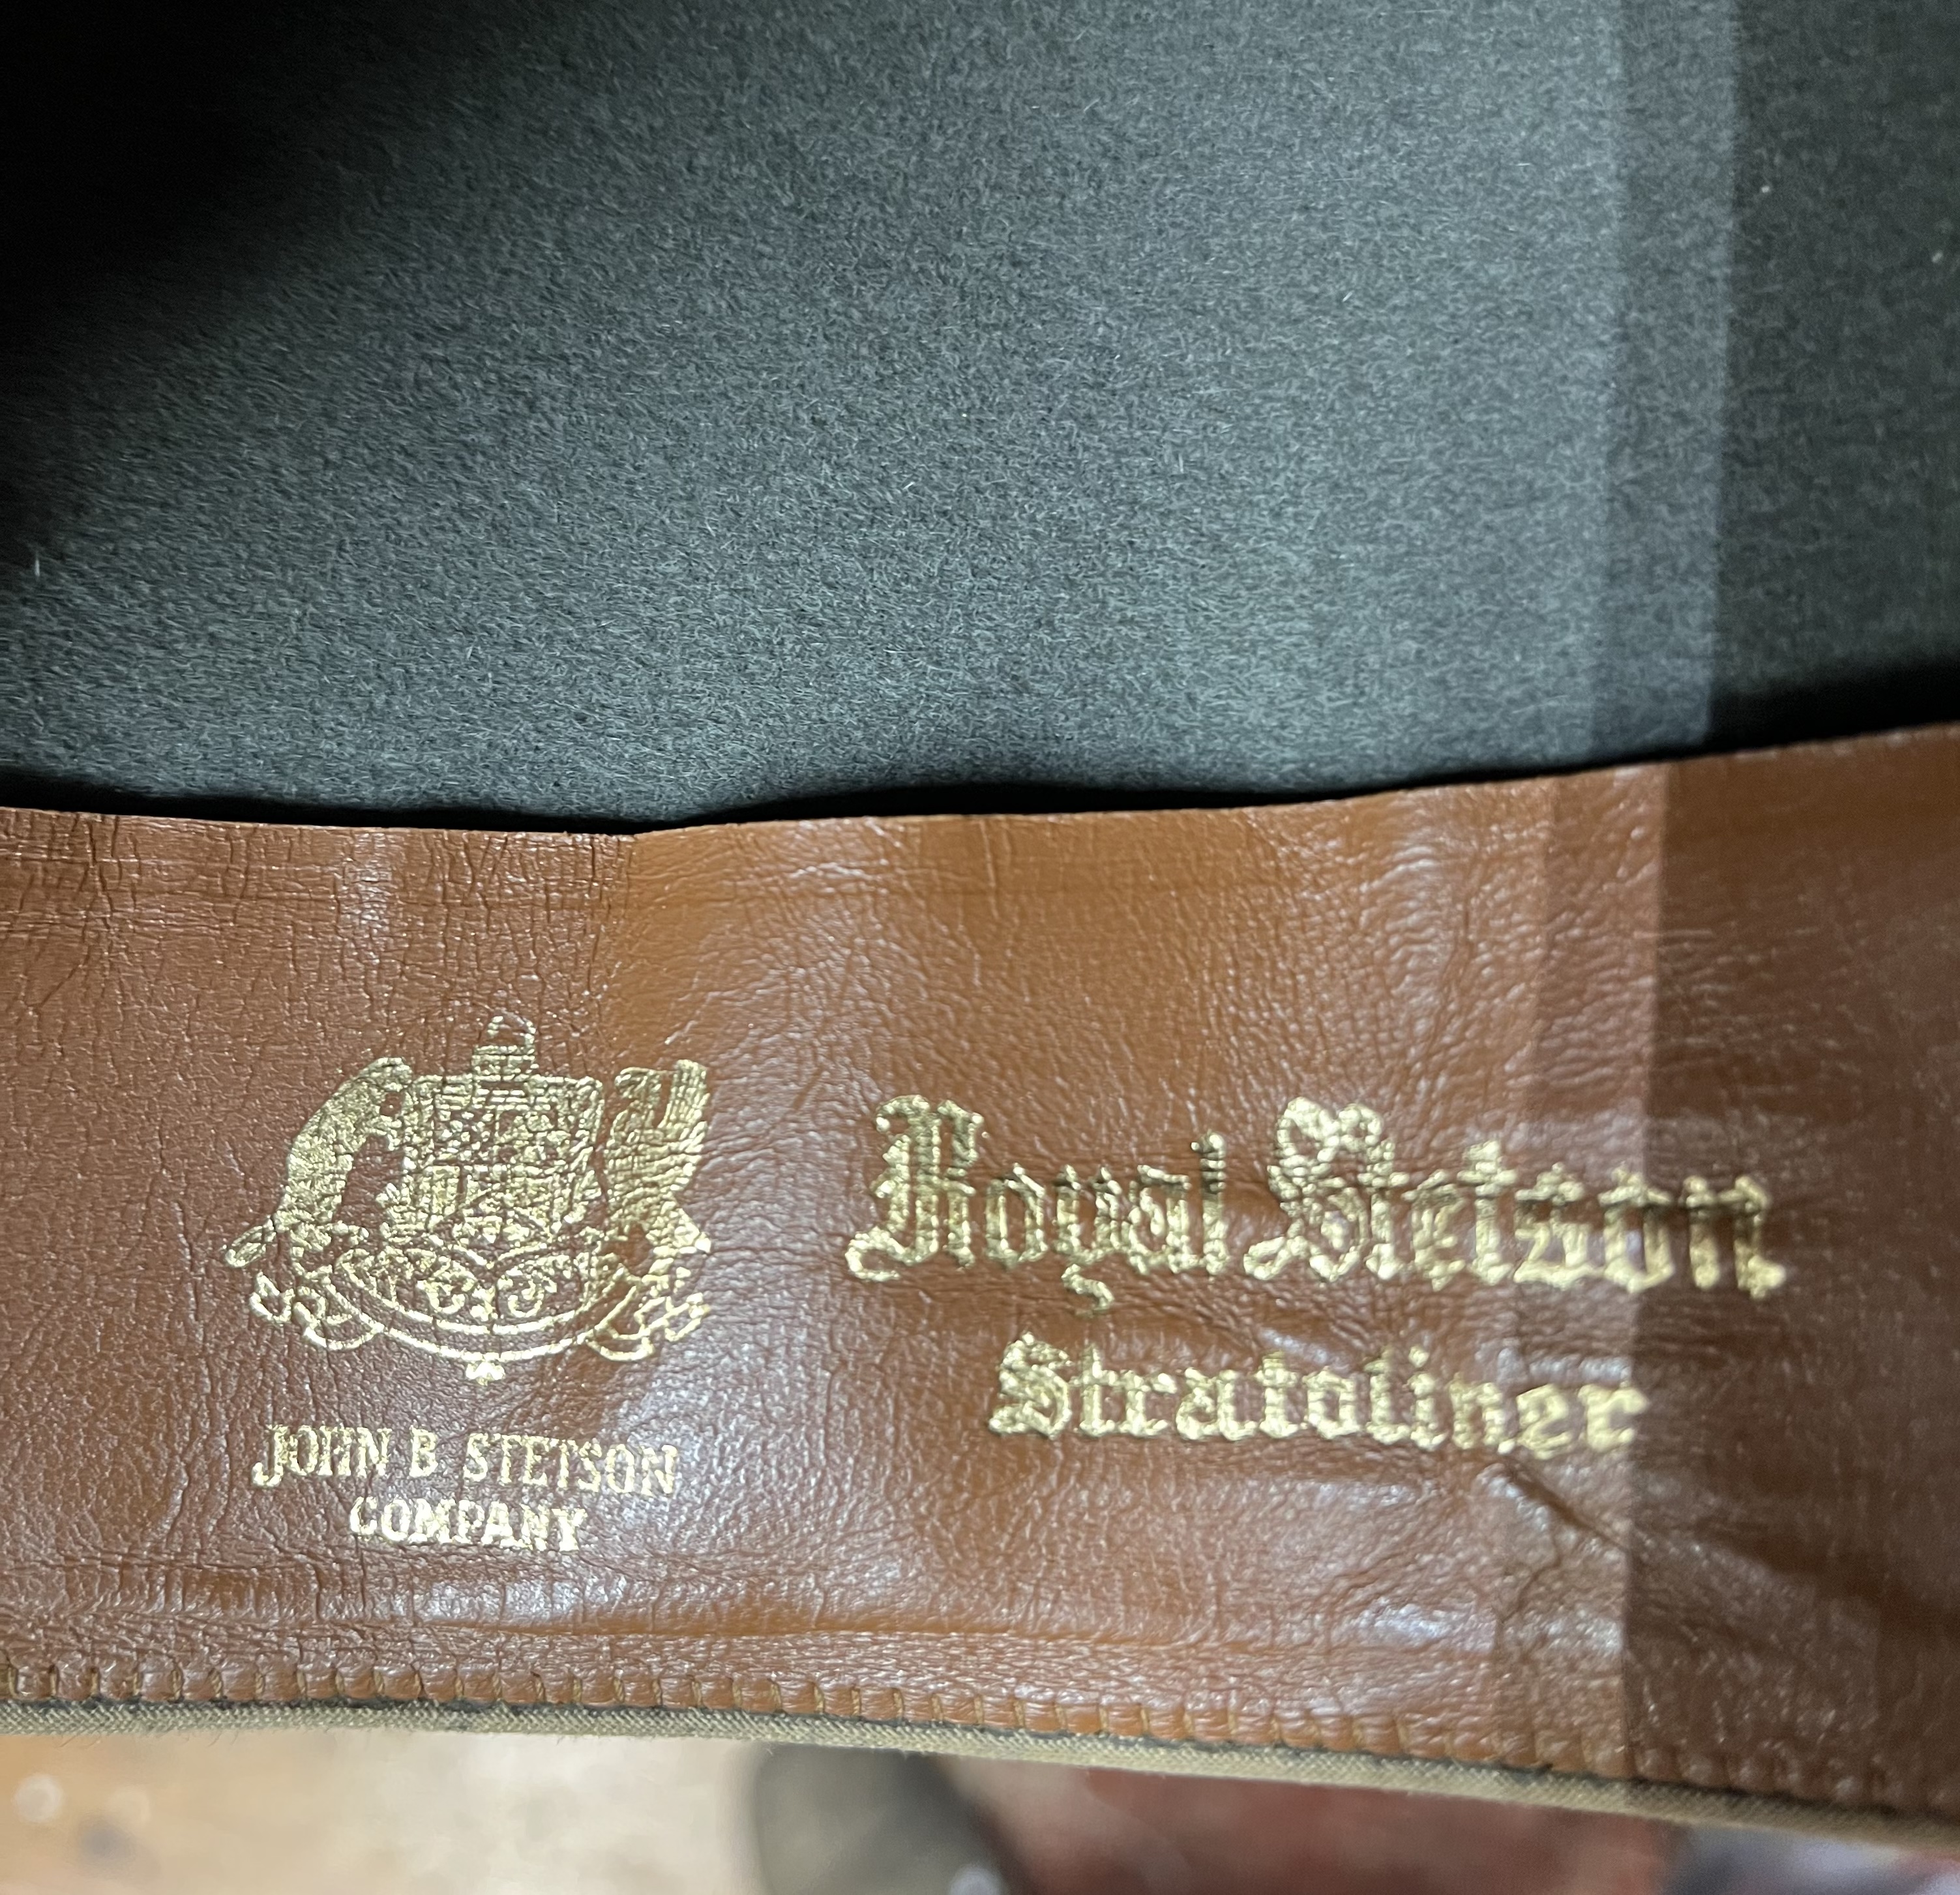 Royal Stetson
Stratoliner
JOHN B STETSON
COMPANY